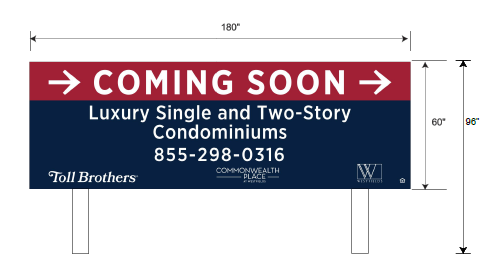 180"
COMING SOON
Luxury Single and Two-Story
Condominiums
855-298-0316
60"
96"
Toll Brothers
COMMONWEALTH
PLACE
W